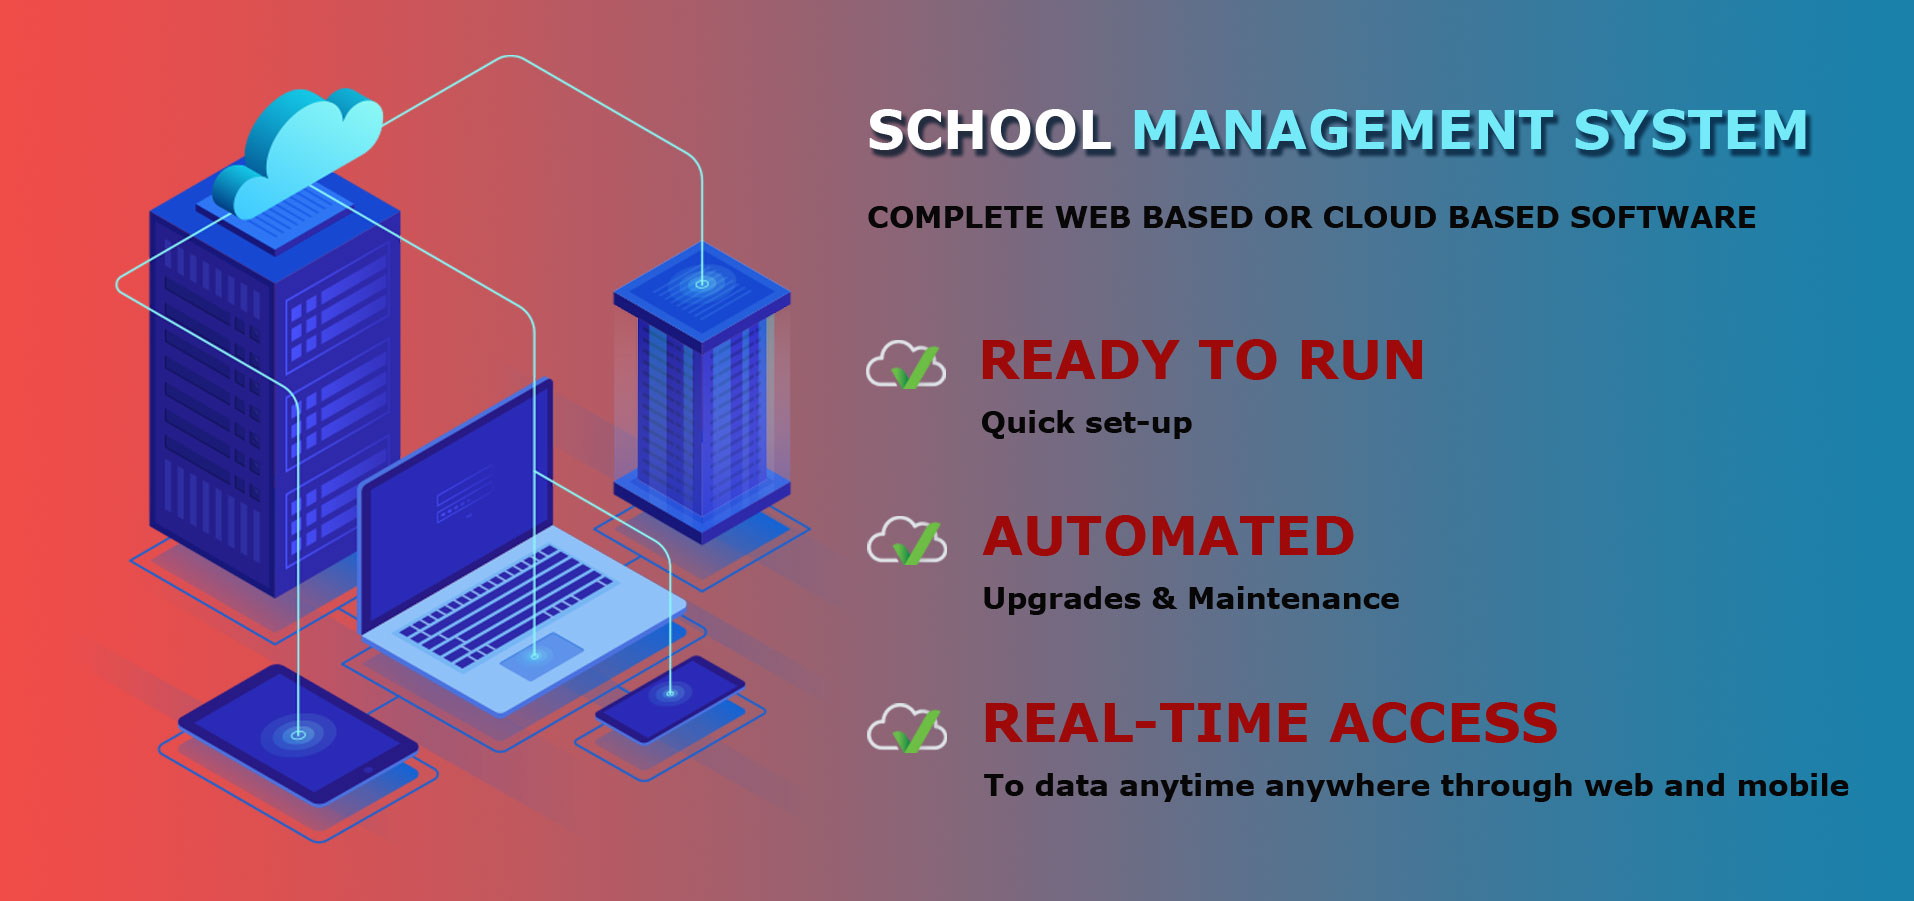 SCHOOL MANAGEMENT SYSTEM
COMPLETE WEB BASED OR CLOUD BASED SOFTWARE
READY TO RUN
Quick set-up
AUTOMATED
Upgrades & Maintenance
REAL-TIME ACCESS
To data anytime anywhere through web and mobile